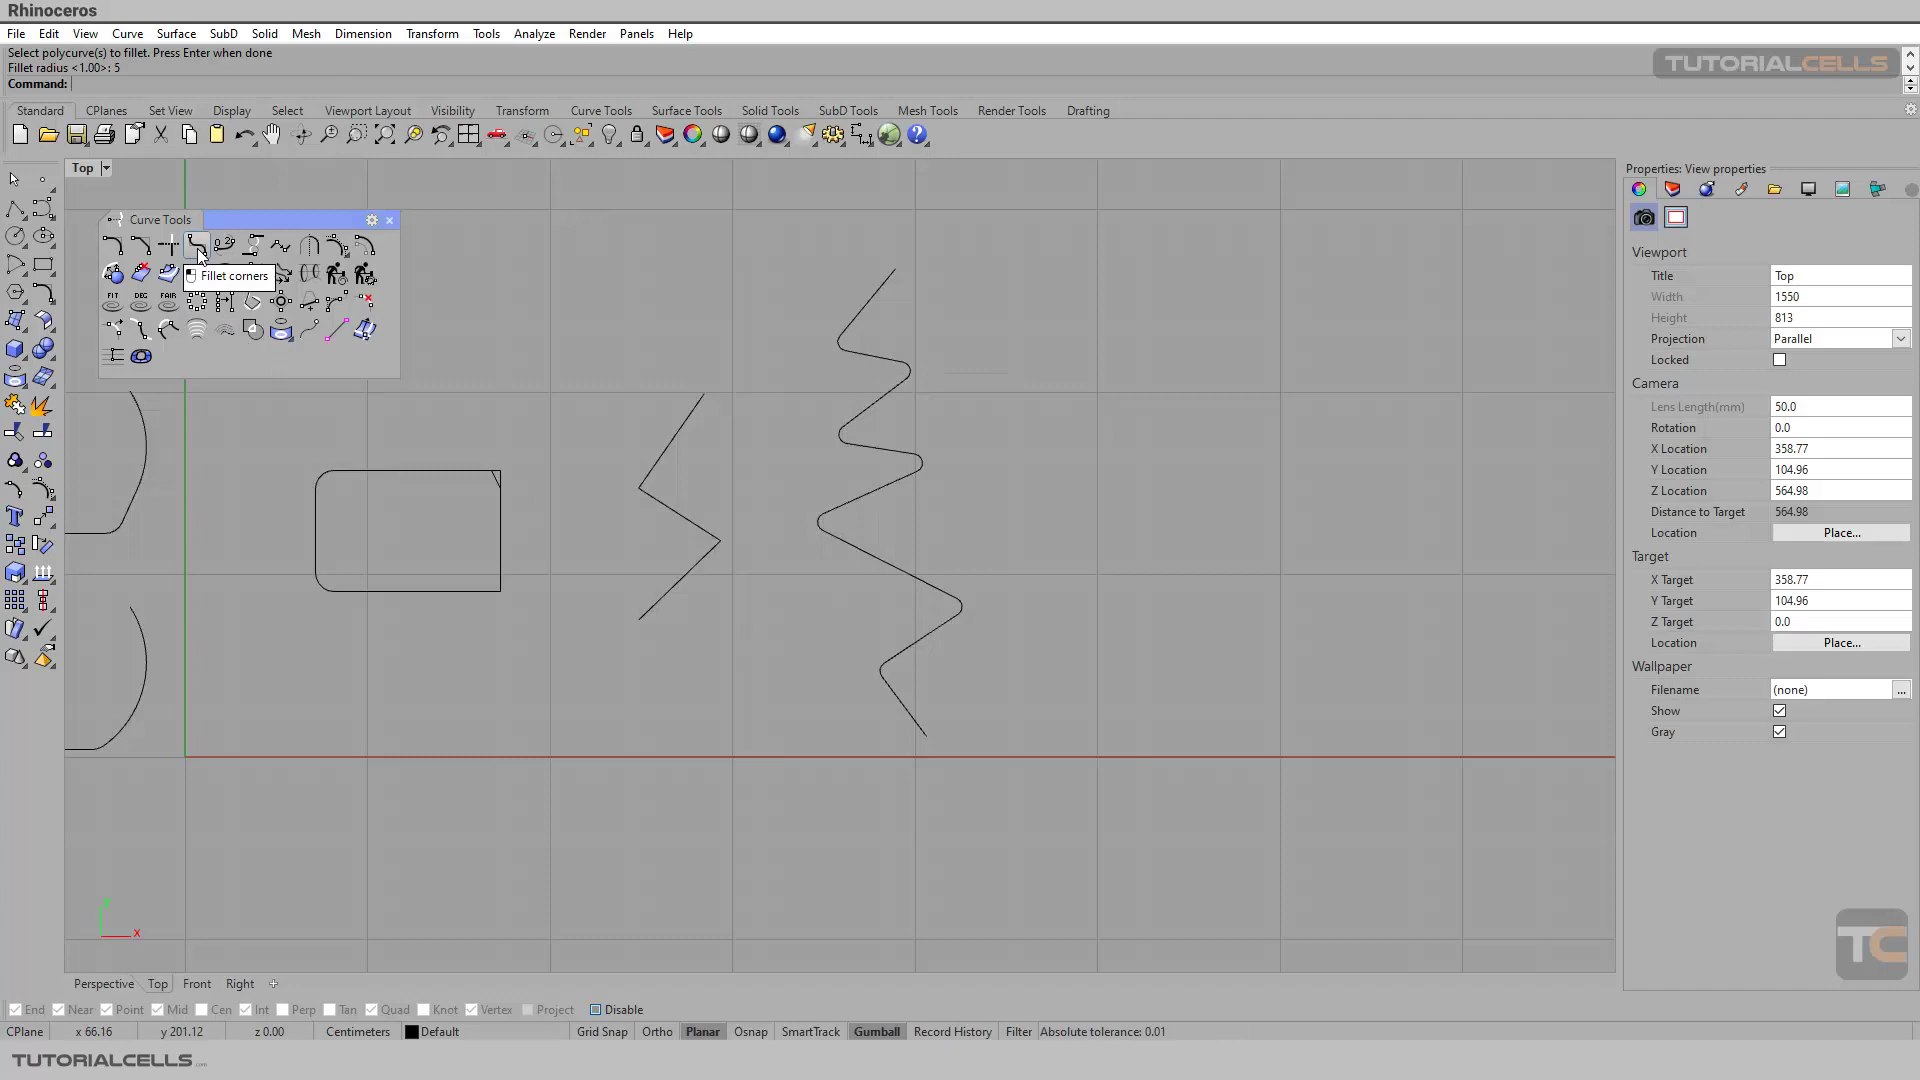 Rhinoceros
File Edit View Curve Surface SubD Solid Mesh Dimension Transform Tools Analyze Render Panels Help
Select polycurve(s) to fillet. Press Enter when done
Fillet radius <1.00>: 5
Command:
TUTORIALCELLS
Standard CPlanes Set View Display Select Viewport Layout Visibility Transform Curve Tools Surface Tools Solid Tools SubD Tools Mesh Tools Render Tools Drafting
Top
Curve Tools
Fillet corners
FIT DEG FAIR
Properties: View properties
Viewport
Title Top
Width 1550
Height 813
Projection Parallel
Locked
Camera
Lens Length(mm) 50.0
Rotation 0.0
X Location 358.77
Y Location 104.96
Z Location 564.98
Distance to Target 564.98
Location Place...
Target
X Target 358.77
Y Target 104.96
Z Target 0.0
Location Place...
Wallpaper
Filename (none) ...
Show
Gray
y
x
TC
Perspective Top Front Right
End Near Point Mid Cen Int Perp Tan Quad Knot Vertex Project Disable
CPlane x 66.16 y 201.12 z 0.00 Centimeters Default Grid Snap Ortho Planar Osnap SmartTrack Gumball Record History Filter Absolute tolerance: 0.01
TUTORIALCELLS